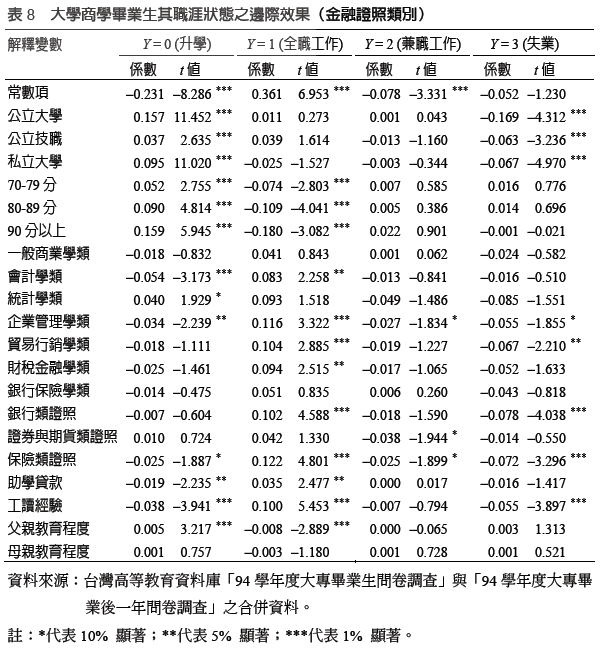 表 8 大學商學畢業生其職涯狀態之邊際效果（金融證照類別）
解釋變數 Y = 0 (升學) Y = 1 (全職工作) Y = 2 (兼職工作) Y = 3 (失業)
係數 t 值 係數 t 值 係數 t 值 係數 t 值
常數項 −0.231 −8.286 *** 0.361 6.953 *** −0.078 −3.331 *** −0.052 −1.230
公立大學 0.157 11.452 *** 0.011 0.273 0.001 0.043 −0.169 −4.312 ***
公立技職 0.037 2.635 *** 0.039 1.614 −0.013 −1.160 −0.063 −3.236 ***
私立大學 0.095 11.020 *** −0.025 −1.527 −0.003 −0.344 −0.067 −4.970 ***
70-79 分 0.052 2.755 *** −0.074 −2.803 *** 0.007 0.585 0.016 0.776
80-89 分 0.090 4.814 *** −0.109 −4.041 *** 0.005 0.386 0.014 0.696
90 分以上 0.159 5.945 *** −0.180 −3.082 *** 0.022 0.901 −0.001 −0.021
一般商業學類 −0.018 −0.832 0.041 0.843 0.001 0.062 −0.024 −0.582
會計學類 −0.054 −3.173 *** 0.083 2.258 ** −0.013 −0.841 −0.016 −0.510
統計學類 0.040 1.929 * 0.093 1.518 −0.049 −1.486 −0.085 −1.551
企業管理學類 −0.034 −2.239 ** 0.116 3.322 *** −0.027 −1.834 * −0.055 −1.855 *
貿易行銷學類 −0.018 −1.111 0.104 2.885 *** −0.019 −1.227 −0.067 −2.210 **
財稅金融學類 −0.025 −1.461 0.094 2.515 ** −0.017 −1.065 −0.052 −1.633
銀行保險學類 −0.014 −0.475 0.051 0.835 0.006 0.260 −0.043 −0.818
銀行類證照 −0.007 −0.604 0.102 4.588 *** −0.018 −1.590 −0.078 −4.038 ***
證券與期貨類證照 0.010 0.724 0.042 1.330 −0.038 −1.944 * −0.014 −0.550
保險類證照 −0.025 −1.887 * 0.122 4.801 *** −0.025 −1.899 * −0.072 −3.296 ***
助學貸款 −0.019 −2.235 ** 0.035 2.477 ** 0.000 0.017 −0.016 −1.417
工讀經驗 −0.038 −3.941 *** 0.100 5.453 *** −0.007 −0.794 −0.055 −3.897 ***
父親教育程度 0.005 3.217 *** −0.008 −2.889 *** 0.000 −0.065 0.003 1.313
母親教育程度 0.001 0.757 −0.003 −1.180 0.001 0.728 0.001 0.521
資料來源：台灣高等教育資料庫「94 學年度大專畢業生問卷調查」與「94 學年度大專畢
業後一年問卷調查」之合併資料。
註：*代表 10% 顯著；**代表 5% 顯著；***代表 1% 顯著。